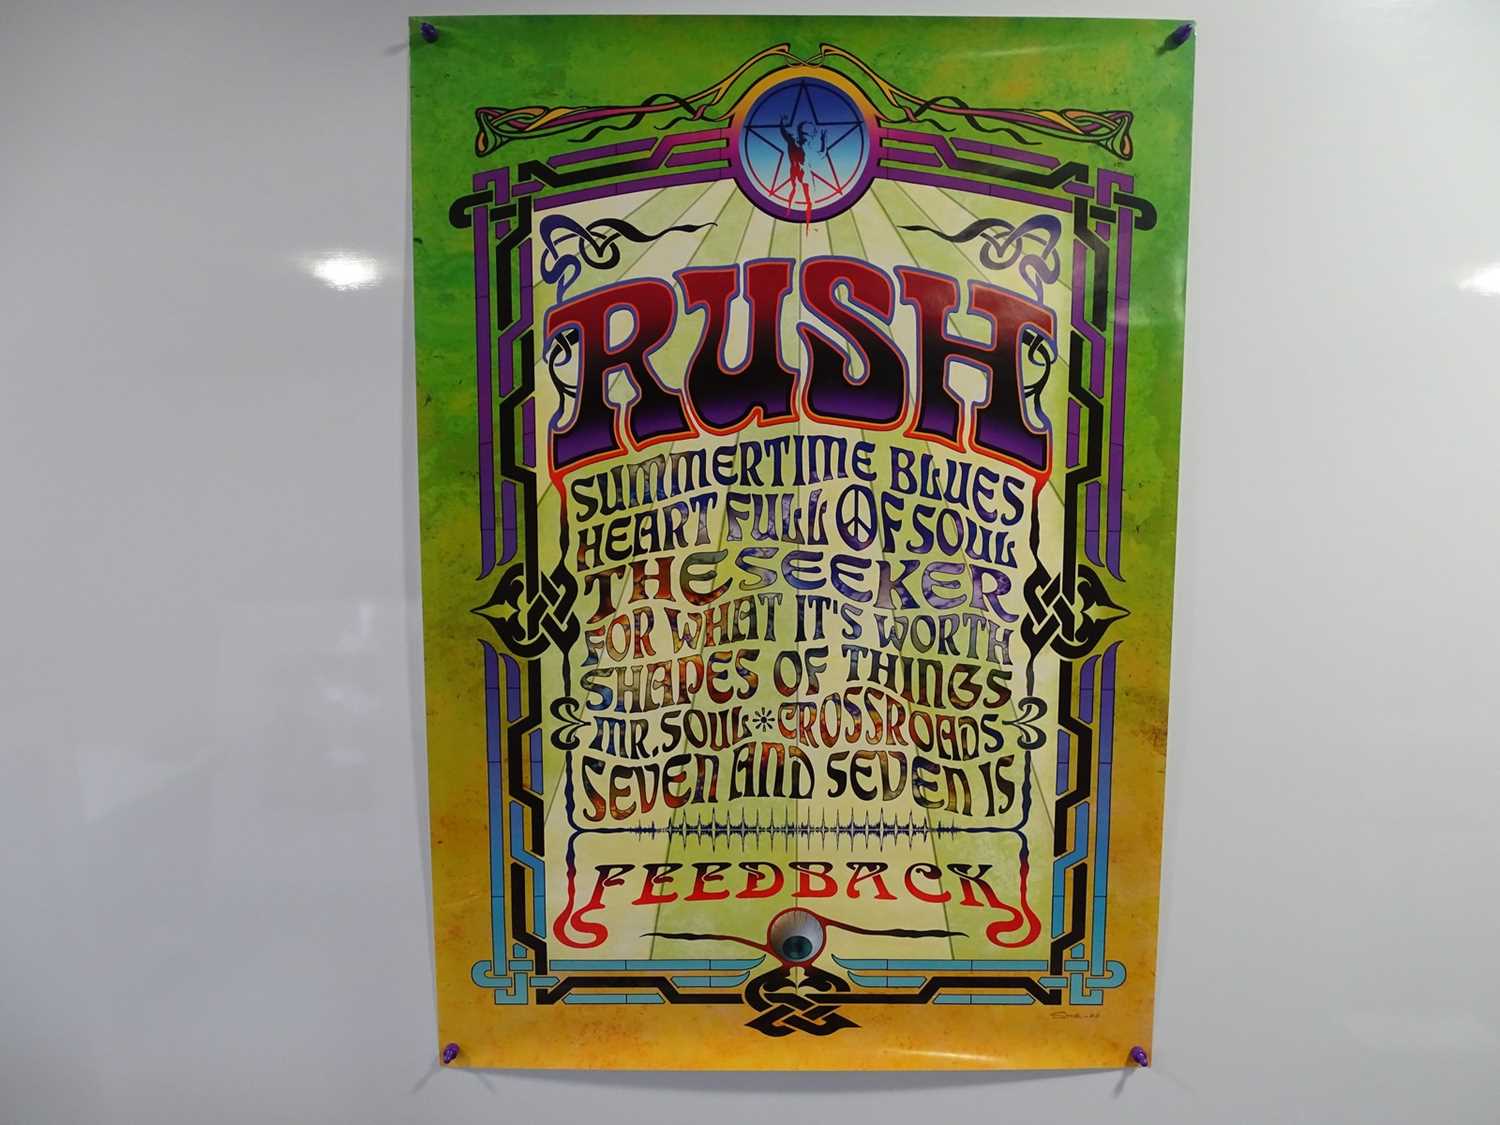 RUSH
SUMMERTIME BLUES
HEART FULL OF SOUL
THE SEEKER
FOR WHAT IT'S WORTH
SHAPES OF THINGS
MR. SOUL * CROSSROADS
SEVEN AND SEVEN IS
FEEDBACK